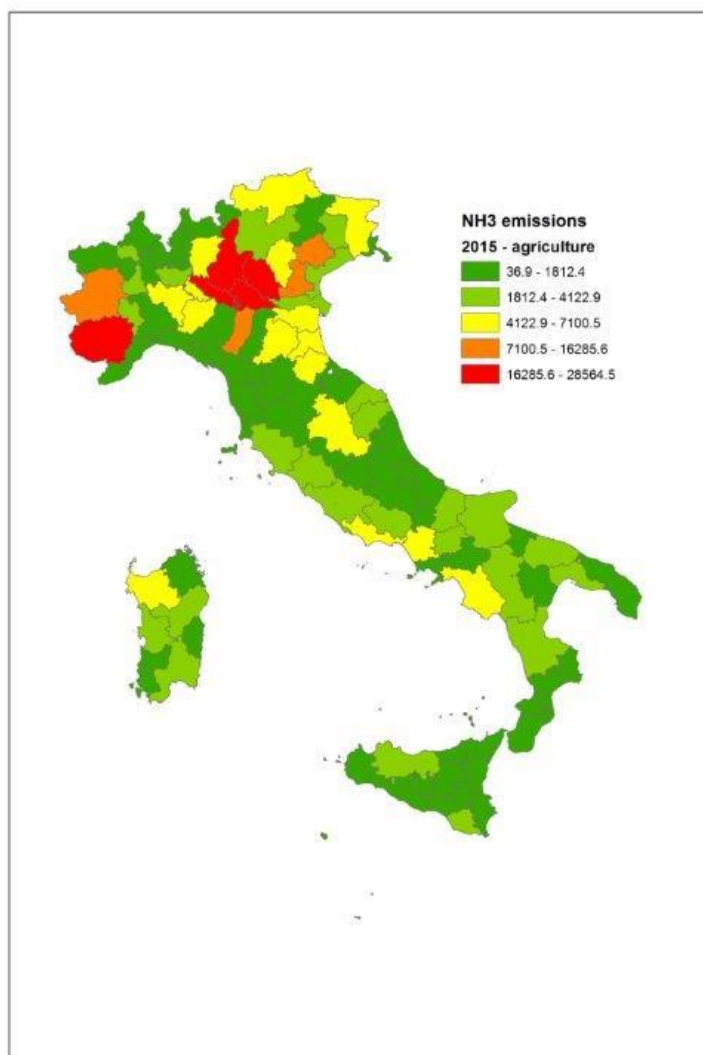 NH3 emissions
2015 - agriculture
36.9 - 1812.4
1812.4 - 4122.9
4122.9 - 7100.5
7100.5 - 16285.6
16285.6 - 28564.5